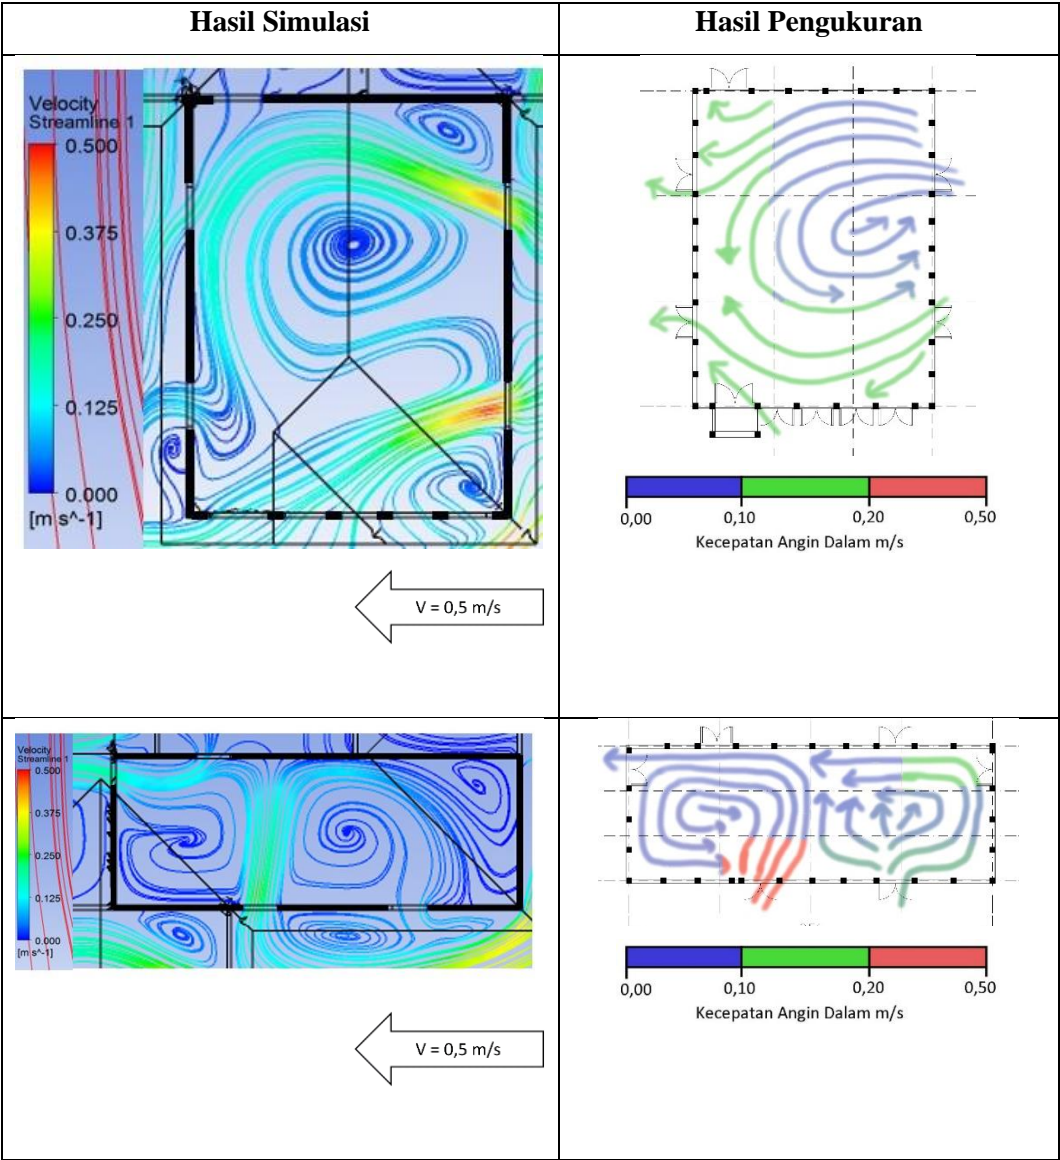 Hasil Simulasi
Hasil Pengukuran
Velocity
Streamline 1
0.500
0.375
0.250
0.125
0.000
[m s^-1]
V = 0,5 m/s
0,00
0,10
0,20
0,50
Kecepatan Angin Dalam m/s
Velocity
Streamline 1
0.500
0.375
0.250
0.125
0.000
[m s^-1]
V = 0,5 m/s
0,00
0,10
0,20
0,50
Kecepatan Angin Dalam m/s